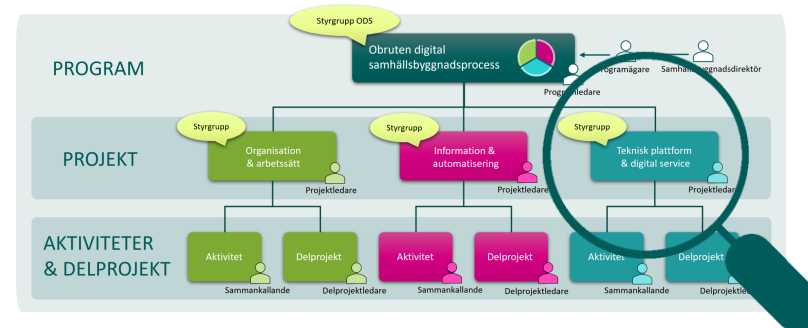 Styrgrupp ODS
PROGRAM
Obruten digital
samhällsbyggnadsprocess
Programägare
Samhällsbyggnadsdirektör
Programledare
PROJEKT
Styrgrupp
Organisation
& arbetssätt
Projektledare
Styrgrupp
Information &
automatisering
Projektledare
Styrgrupp
Teknisk plattform
& digital service
Projektledare
AKTIVITETER
& DELPROJEKT
Aktivitet
Sammankallande
Delprojekt
Delprojektledare
Aktivitet
Sammankallande
Delprojekt
Delprojektledare
Aktivitet
Sammankallande
Delprojekt